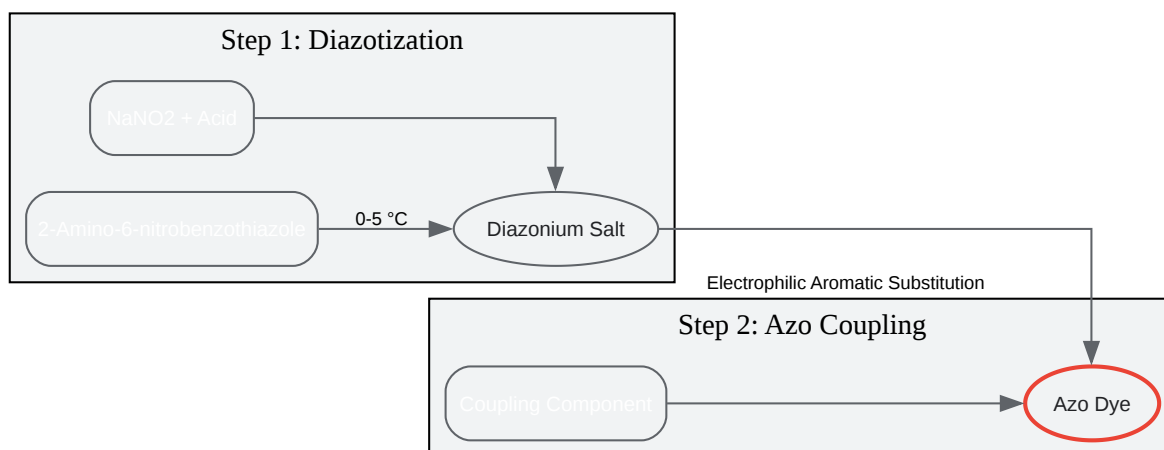 Step 1: Diazotization
NaNO2 + Acid
2-Amino-6-nitrobenzothiazole
0-5 °C
Diazonium Salt
Electrophilic Aromatic Substitution
Step 2: Azo Coupling
Coupling Component
Azo Dye